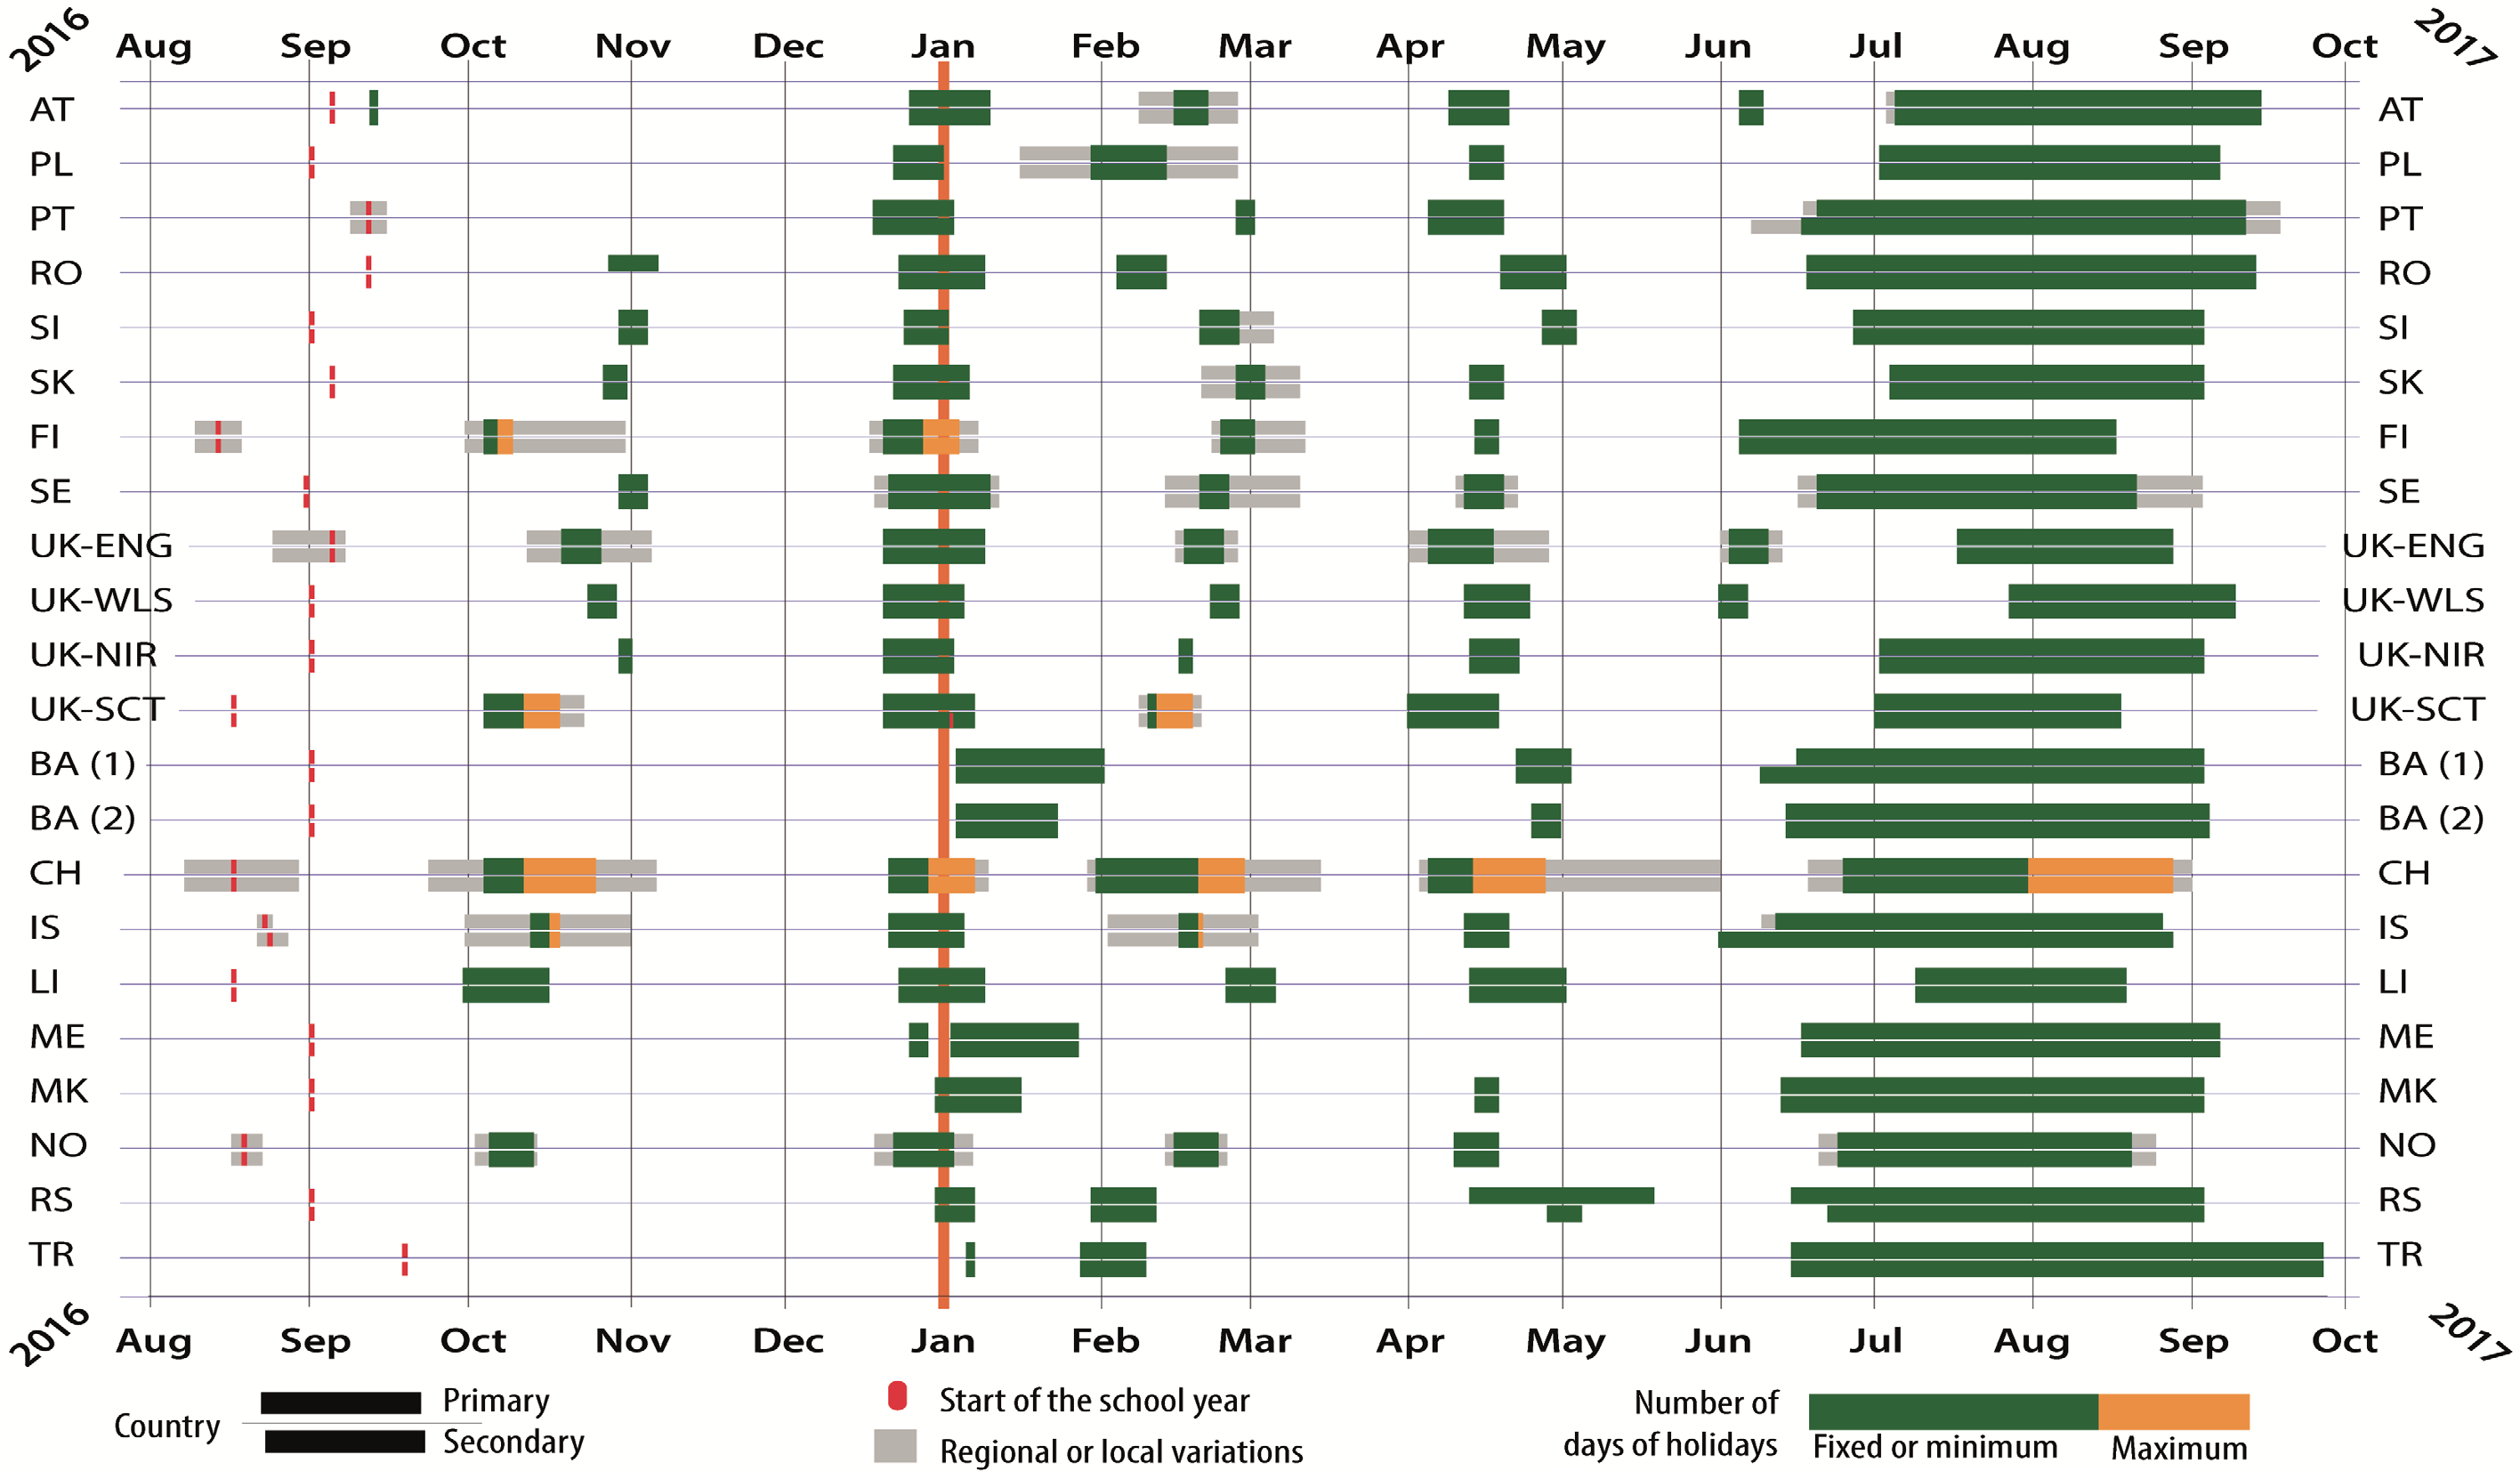 2016 Aug Sep Oct Nov Dec Jan Feb Mar Apr May Jun Jul Aug Sep Oct 2017
AT AT
PL PL
PT PT
RO RO
SI SI
SK SK
FI FI
SE SE
UK-ENG UK-ENG
UK-WLS UK-WLS
UK-NIR UK-NIR
UK-SCT UK-SCT
BA (1) BA (1)
BA (2) BA (2)
CH CH
IS IS
LI LI
ME ME
MK MK
NO NO
RS RS
TR TR
2016 Aug Sep Oct Nov Dec Jan Feb Mar Apr May Jun Jul Aug Sep Oct 2017
Country
Primary
Secondary
Start of the school year
Regional or local variations
Number of
days of holidays
Fixed or minimum
Maximum